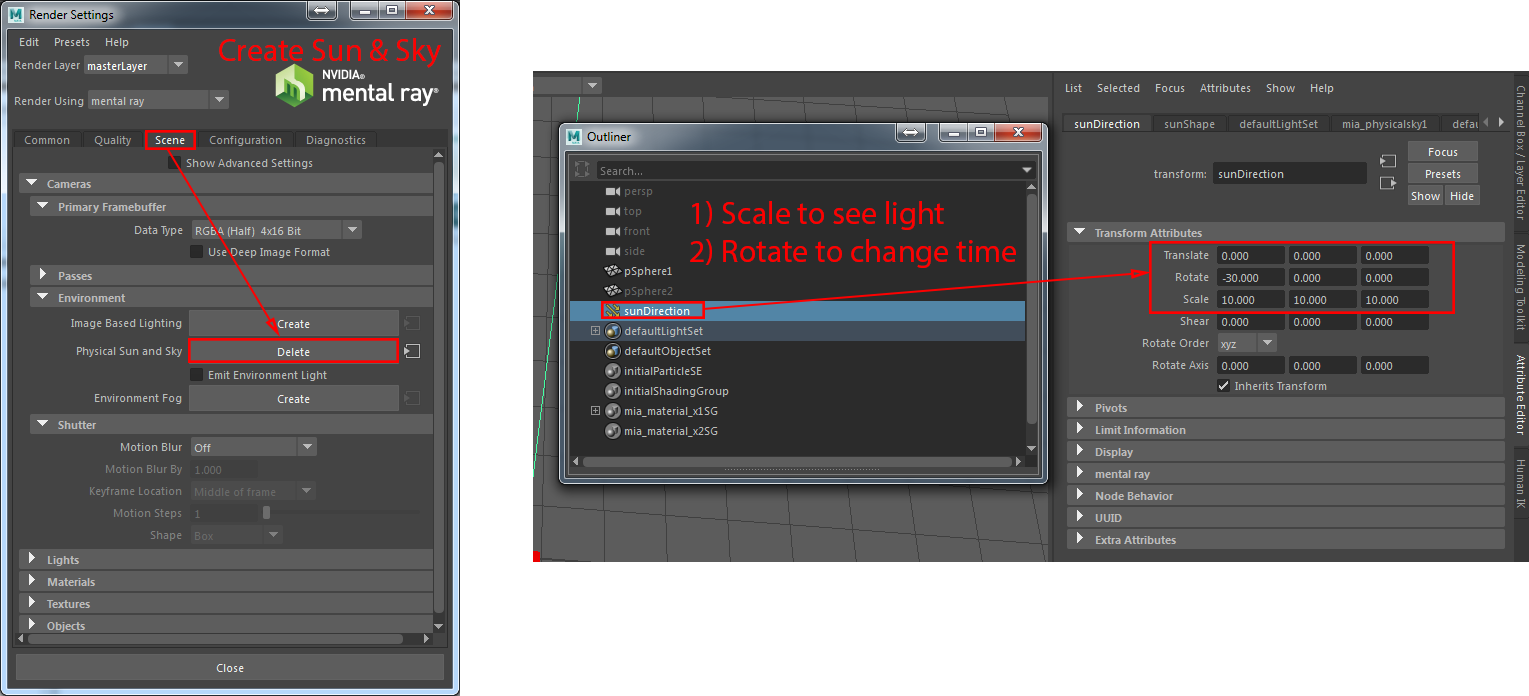 Render Settings
Edit Presets Help
Create Sun & Sky
Render Layer masterLayer
NVIDIA®
mental ray®
Render Using mental ray
Common Quality Scene Configuration Diagnostics
Show Advanced Settings
Cameras
Primary Framebuffer
Data Type RGBA (Half) 4x16 Bit
Use Deep Image Format
Passes
Environment
Image Based Lighting Create
Physical Sun and Sky Delete
Emit Environment Light
Environment Fog Create
Shutter
Motion Blur Off
Motion Blur By 1.000
Keyframe Location Middle of frame
Motion Steps 1
Shape Box
Lights
Materials
Textures
Objects
Close
Outliner
Search...
persp
top
front
side
pSphere1
pSphere2
sunDirection
defaultLightSet
defaultObjectSet
initialParticleSE
initialShadingGroup
mia_material_x1SG
mia_material_x2SG
1) Scale to see light
2) Rotate to change time
List Selected Focus Attributes Show Help
sunDirection sunShape defaultLightSet mia_physicalsky1 defau
Focus
transform: sunDirection
Presets
Show Hide
Transform Attributes
Translate 0.000 0.000 0.000
Rotate -30.000 0.000 0.000
Scale 10.000 10.000 10.000
Shear 0.000 0.000 0.000
Rotate Order xyz
Rotate Axis 0.000 0.000 0.000
Inherits Transform
Pivots
Limit Information
Display
mental ray
Node Behavior
UUID
Extra Attributes
Channel Box / Layer Editor
Modeling Toolkit
Attribute Editor
Human IK